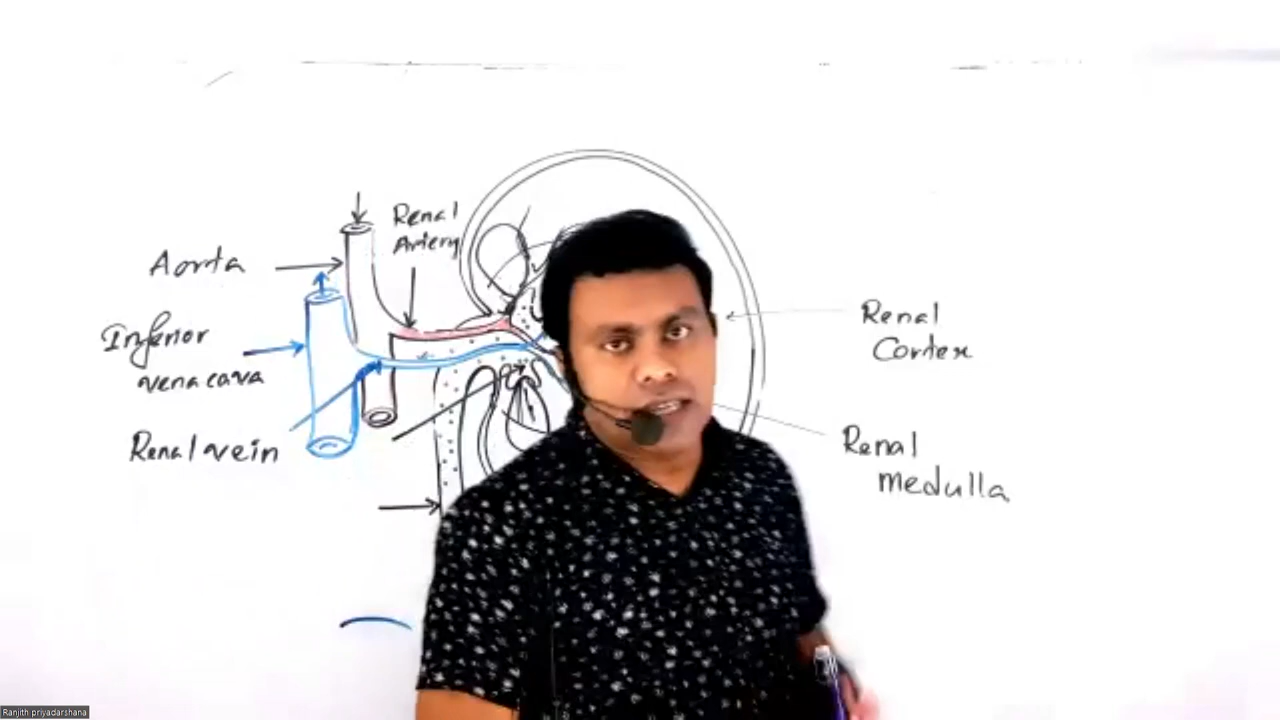 Renal
Artery
Aorta
Inferior
vena cava
Renal vein
Renal
Cortex
Renal
medulla
Ranjith priyadarshana